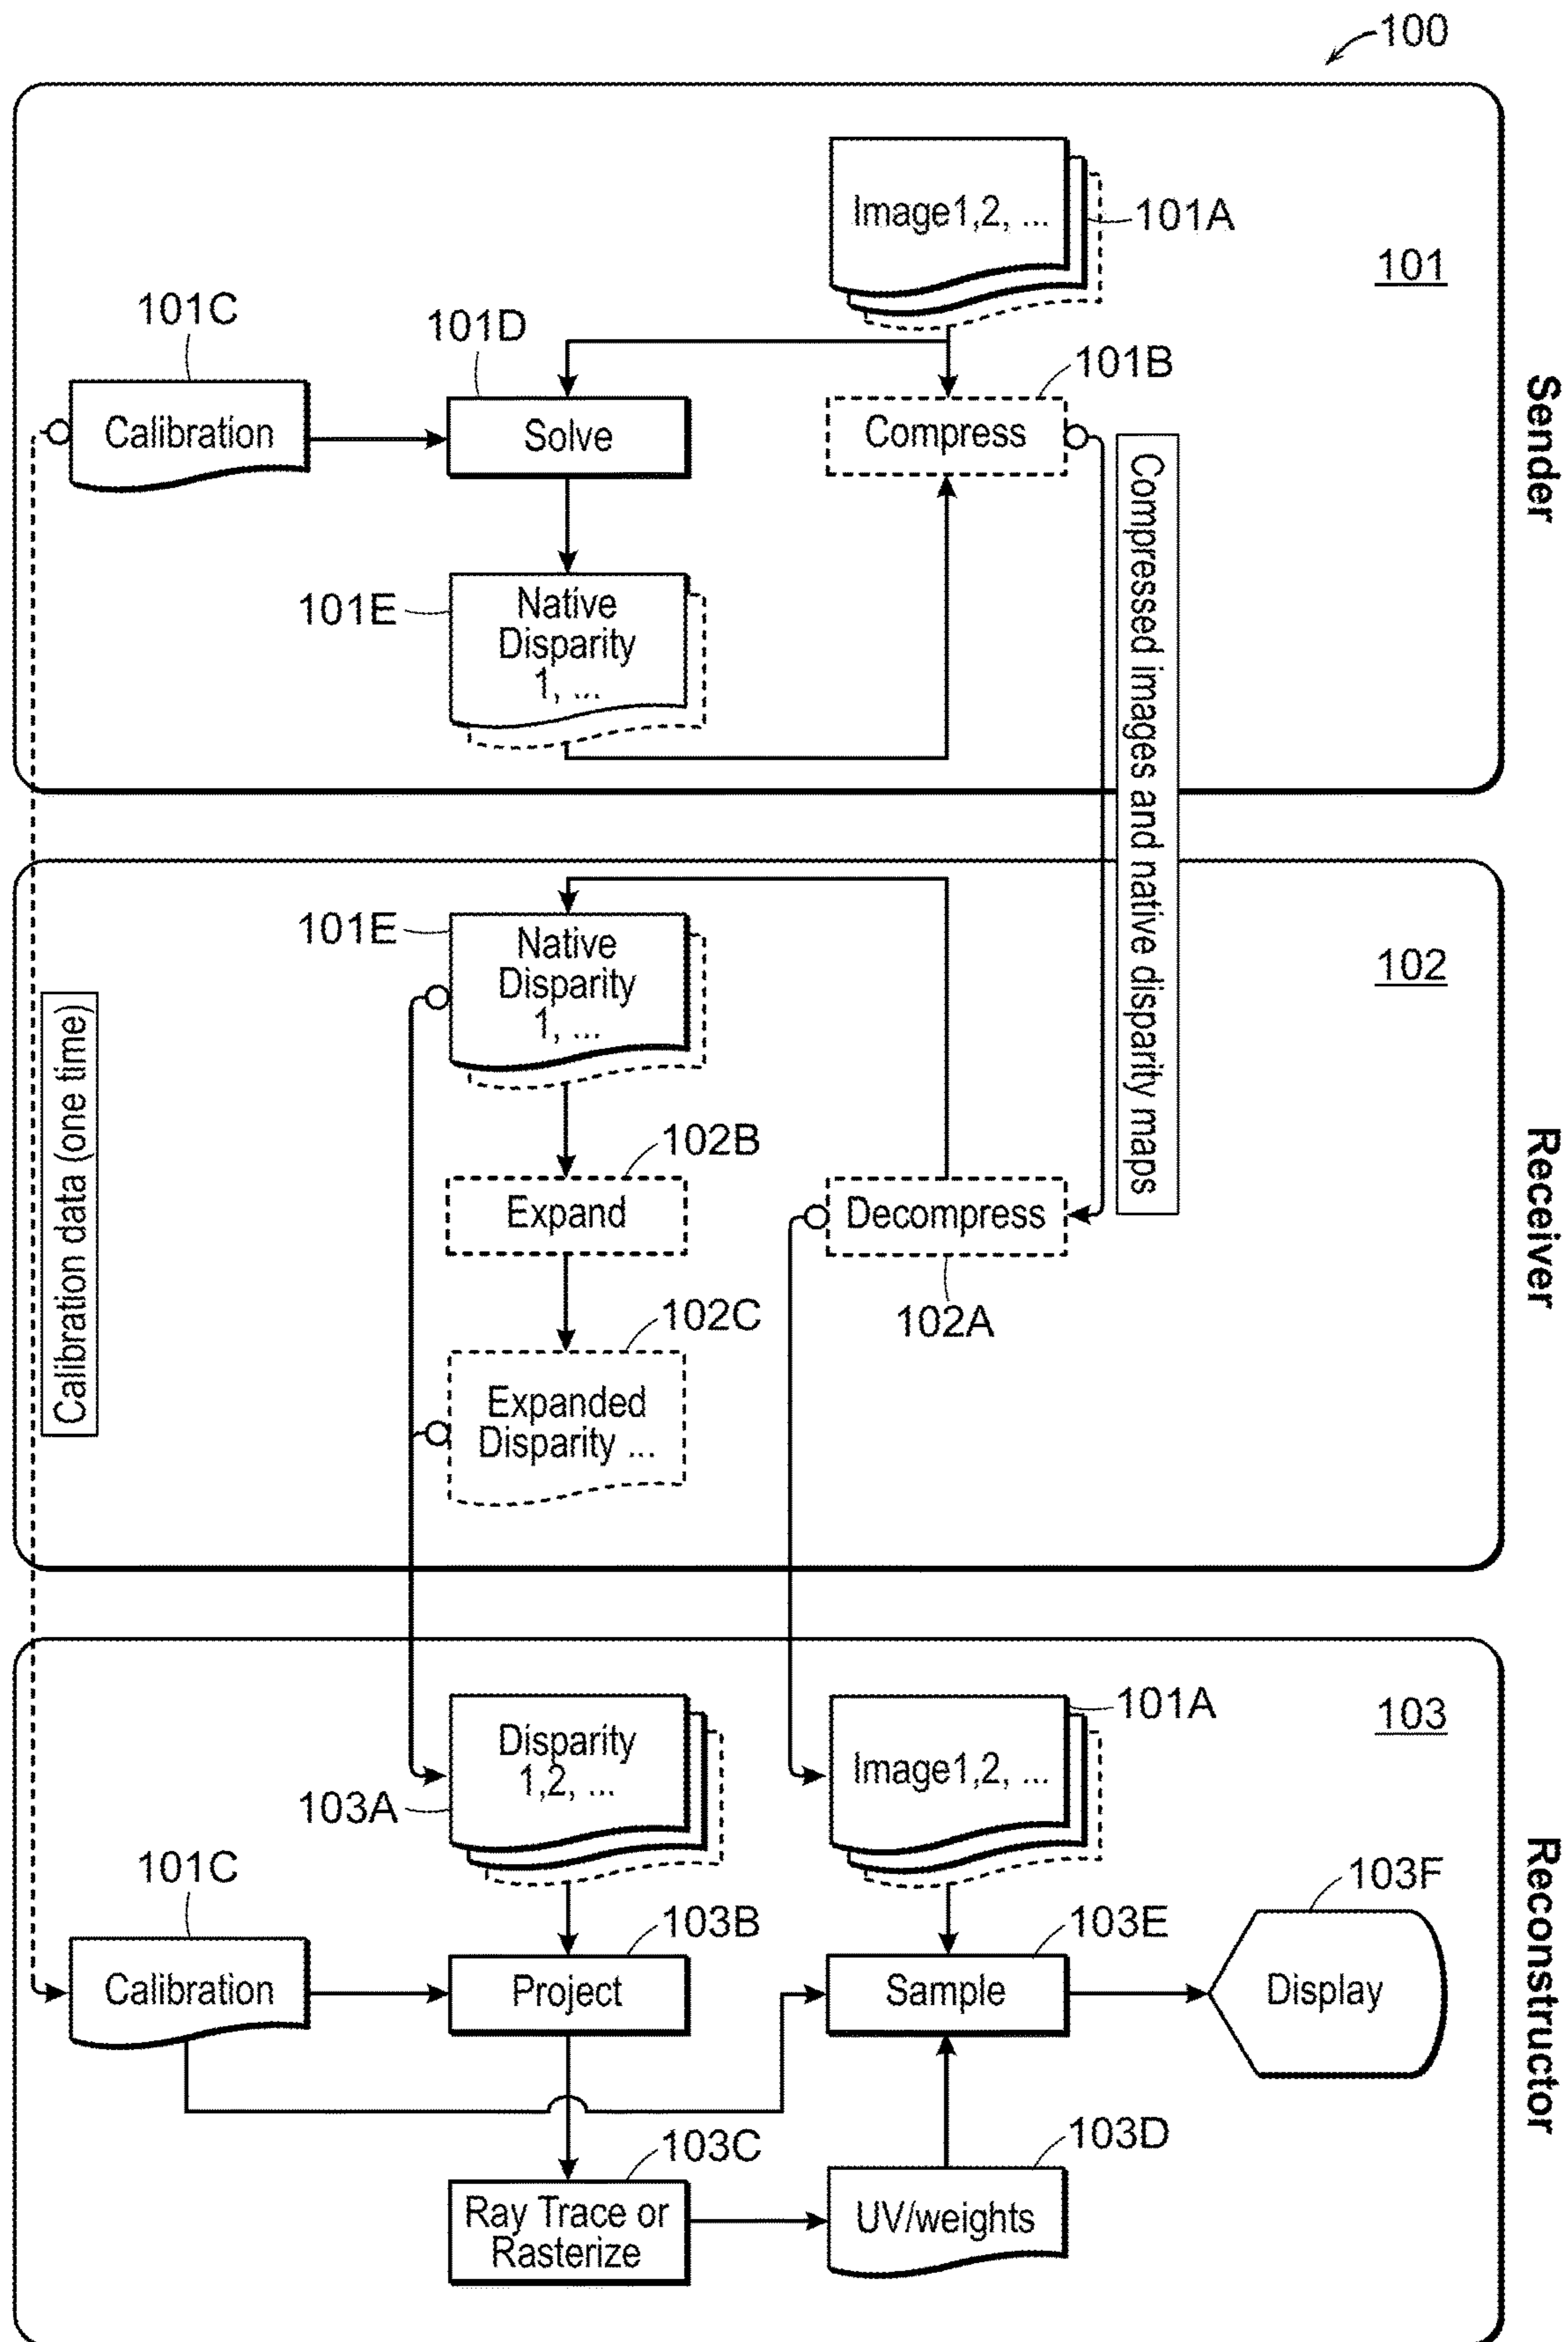 100
Image1,2, ...
101A
101
101C
101D
101B
Calibration
Solve
Compress
Sender
101E
Native
Disparity
1, ...
Compressed images and native disparity maps
101E
Native
Disparity
1, ...
102
Calibration data (one time)
102B
Expand
Decompress
102A
Receiver
102C
Expanded
Disparity ...
Disparity
1,2, ...
103A
Image1,2, ...
101A
103
101C
103B
103E
103F
Calibration
Project
Sample
Display
Reconstructor
103C
103D
Ray Trace or
Rasterize
UV/weights